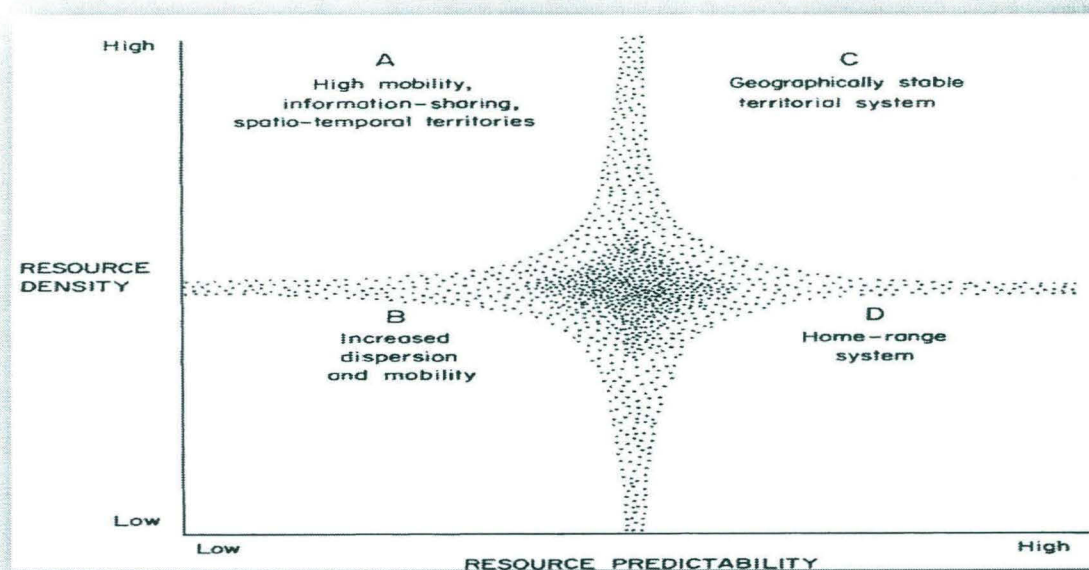 High
A
High mobility,
information-sharing,
spatio-temporal territories
C
Geographically stable
territorial system
RESOURCE
DENSITY
B
Increased
dispersion
and mobility
D
Home-range
system
Low
Low
High
RESOURCE PREDICTABILITY